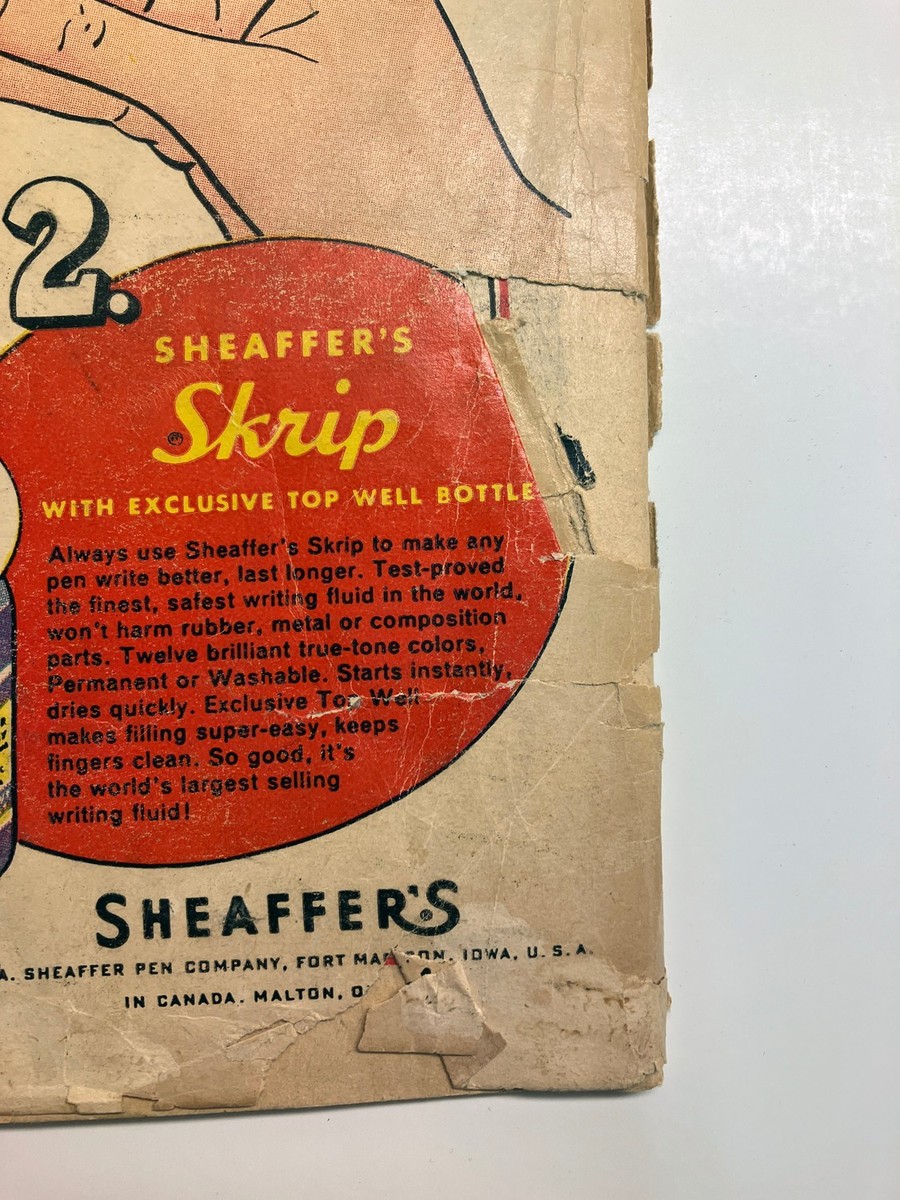 2.
SHEAFFER'S
Skrip
WITH EXCLUSIVE TOP WELL BOTTLE
Always use Sheaffer's Skrip to make any
pen write better, last longer. Test-proved
the finest, safest writing fluid in the world,
won't harm rubber, metal or composition
parts. Twelve brilliant true-tone colors,
Permanent or Washable. Starts instantly,
dries quickly. Exclusive Top Well
makes filling super-easy, keeps
fingers clean. So good, it's
the world's largest selling
writing fluid!
SHEAFFER'S
A. SHEAFFER PEN COMPANY, FORT MADISON, IOWA, U.S.A.
IN CANADA. MALTON,